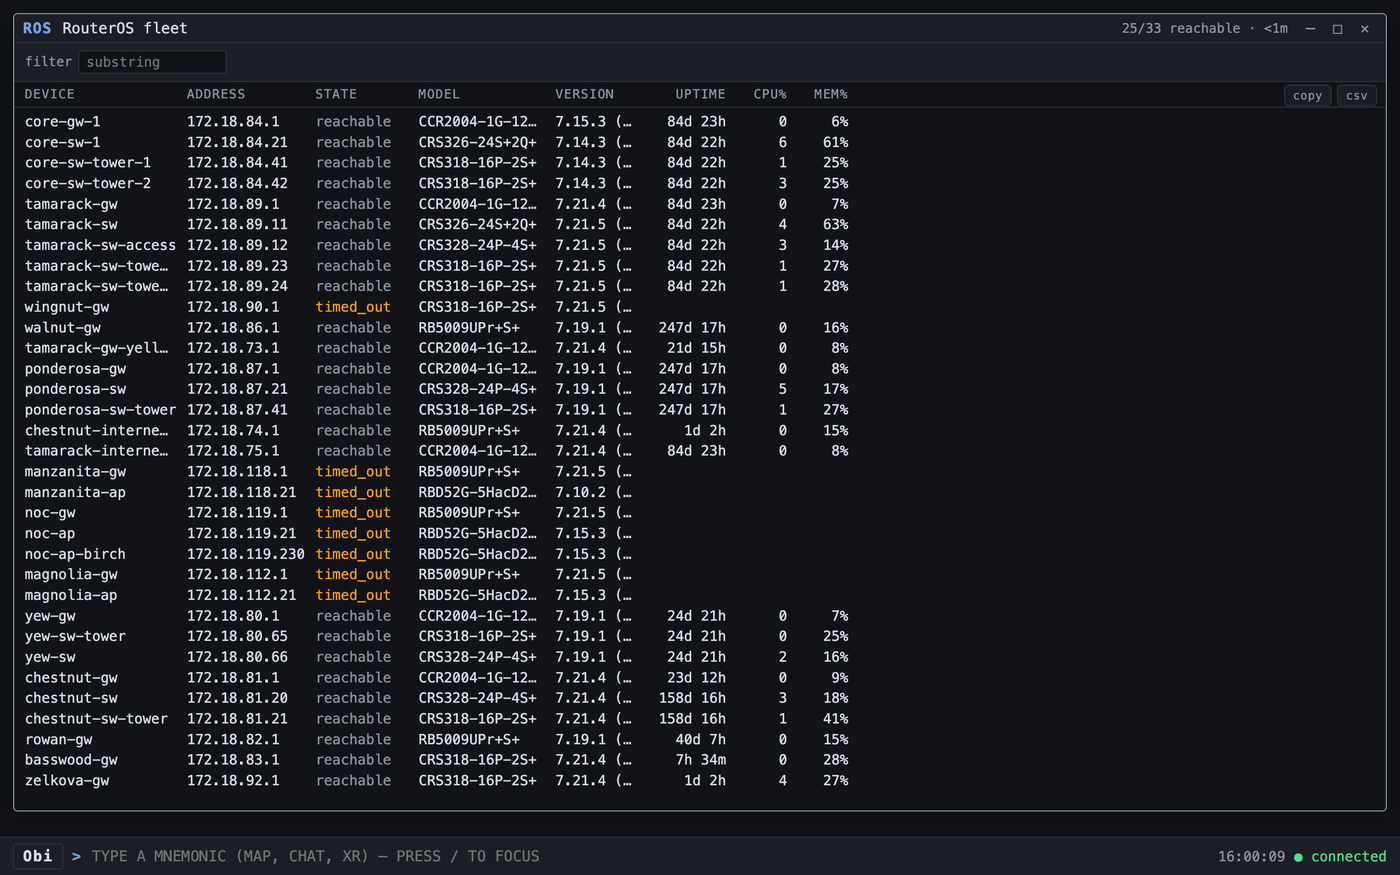 ROS RouterOS fleet 25/33 reachable · <1m — □ ×
filter substring
DEVICE ADDRESS STATE MODEL VERSION UPTIME CPU% MEM% copy csv
core-gw-1 172.18.84.1 reachable CCR2004-1G-12… 7.15.3 (… 84d 23h 0 6%
core-sw-1 172.18.84.21 reachable CRS326-24S+2Q+ 7.14.3 (… 84d 22h 6 61%
core-sw-tower-1 172.18.84.41 reachable CRS318-16P-2S+ 7.14.3 (… 84d 22h 1 25%
core-sw-tower-2 172.18.84.42 reachable CRS318-16P-2S+ 7.14.3 (… 84d 22h 3 25%
tamarack-gw 172.18.89.1 reachable CCR2004-1G-12… 7.21.4 (… 84d 23h 0 7%
tamarack-sw 172.18.89.11 reachable CRS326-24S+2Q+ 7.21.5 (… 84d 22h 4 63%
tamarack-sw-access 172.18.89.12 reachable CRS328-24P-4S+ 7.21.5 (… 84d 22h 3 14%
tamarack-sw-towe… 172.18.89.23 reachable CRS318-16P-2S+ 7.21.5 (… 84d 22h 1 27%
tamarack-sw-towe… 172.18.89.24 reachable CRS318-16P-2S+ 7.21.5 (… 84d 22h 1 28%
wingnut-gw 172.18.90.1 timed_out CRS318-16P-2S+ 7.21.5 (…
walnut-gw 172.18.86.1 reachable RB5009UPr+S+ 7.19.1 (… 247d 17h 0 16%
tamarack-gw-yell… 172.18.73.1 reachable CCR2004-1G-12… 7.21.4 (… 21d 15h 0 8%
ponderosa-gw 172.18.87.1 reachable CCR2004-1G-12… 7.19.1 (… 247d 17h 0 8%
ponderosa-sw 172.18.87.21 reachable CRS328-24P-4S+ 7.19.1 (… 247d 17h 5 17%
ponderosa-sw-tower 172.18.87.41 reachable CRS318-16P-2S+ 7.19.1 (… 247d 17h 1 27%
chestnut-interne… 172.18.74.1 reachable RB5009UPr+S+ 7.21.4 (… 1d 2h 0 15%
tamarack-interne… 172.18.75.1 reachable CCR2004-1G-12… 7.21.4 (… 84d 23h 0 8%
manzanita-gw 172.18.118.1 timed_out RB5009UPr+S+ 7.21.5 (…
manzanita-ap 172.18.118.21 timed_out RBD52G-5HacD2… 7.10.2 (…
noc-gw 172.18.119.1 timed_out RB5009UPr+S+ 7.21.5 (…
noc-ap 172.18.119.21 timed_out RBD52G-5HacD2… 7.15.3 (…
noc-ap-birch 172.18.119.230 timed_out RBD52G-5HacD2… 7.15.3 (…
magnolia-gw 172.18.112.1 timed_out RB5009UPr+S+ 7.21.5 (…
magnolia-ap 172.18.112.21 timed_out RBD52G-5HacD2… 7.15.3 (…
yew-gw 172.18.80.1 reachable CCR2004-1G-12… 7.19.1 (… 24d 21h 0 7%
yew-sw-tower 172.18.80.65 reachable CRS318-16P-2S+ 7.19.1 (… 24d 21h 0 25%
yew-sw 172.18.80.66 reachable CRS328-24P-4S+ 7.19.1 (… 24d 21h 2 16%
chestnut-gw 172.18.81.1 reachable CCR2004-1G-12… 7.21.4 (… 23d 12h 0 9%
chestnut-sw 172.18.81.20 reachable CRS328-24P-4S+ 7.21.4 (… 158d 16h 3 18%
chestnut-sw-tower 172.18.81.21 reachable CRS318-16P-2S+ 7.21.4 (… 158d 16h 1 41%
rowan-gw 172.18.82.1 reachable RB5009UPr+S+ 7.19.1 (… 40d 7h 0 15%
basswood-gw 172.18.83.1 reachable CRS318-16P-2S+ 7.21.4 (… 7h 34m 0 28%
zelkova-gw 172.18.92.1 reachable CRS318-16P-2S+ 7.21.4 (… 1d 2h 4 27%
Obi > TYPE A MNEMONIC (MAP, CHAT, XR) — PRESS / TO FOCUS 16:00:09 ● connected